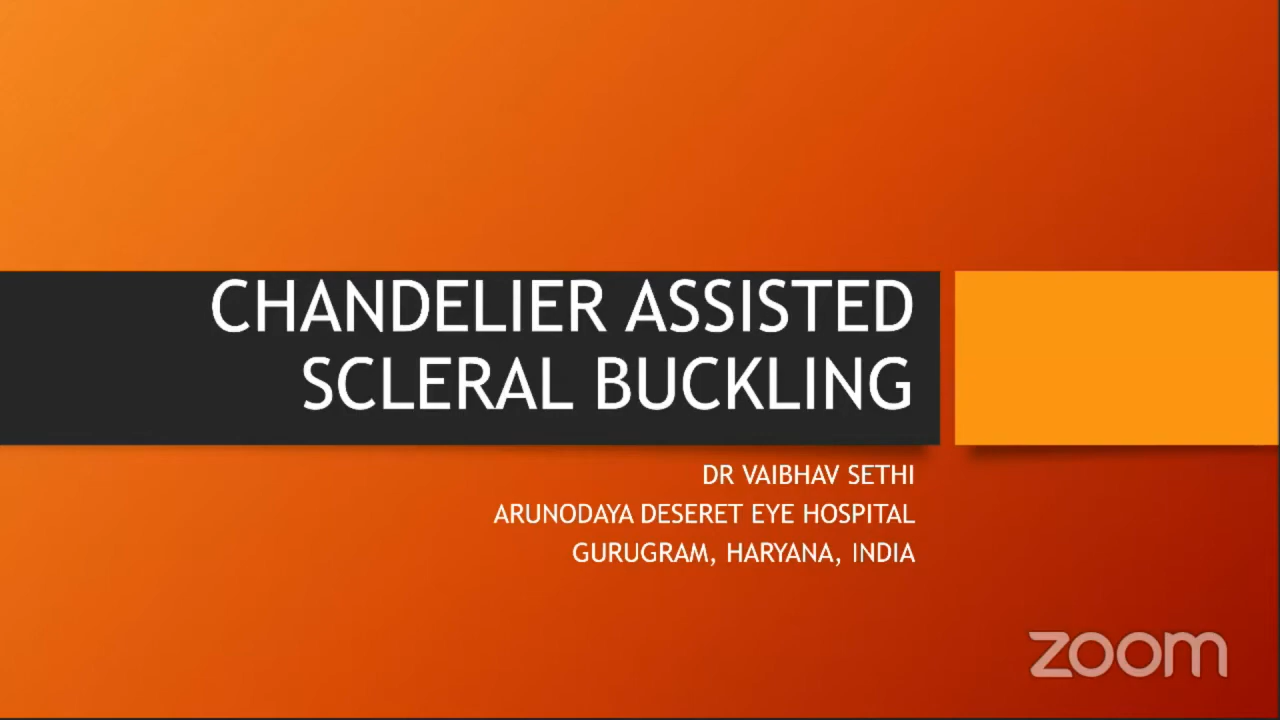 CHANDELIER ASSISTED
SCLERAL BUCKLING
DR VAIBHAV SETHI
ARUNODAYA DESERET EYE HOSPITAL
GURUGRAM, HARYANA, INDIA
zoom